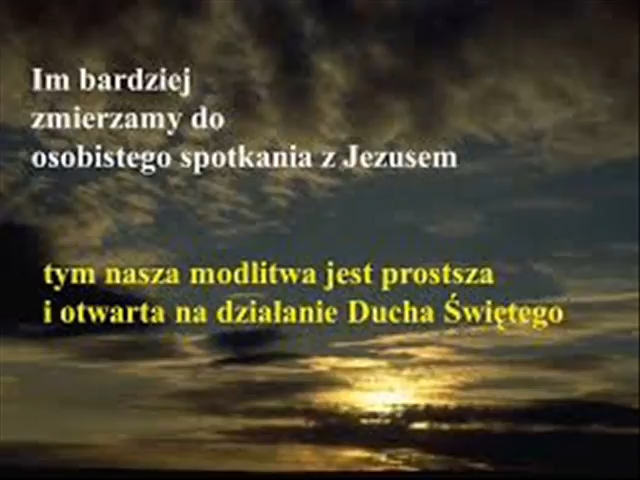 Im bardziej
zmierzamy do
osobistego spotkania z Jezusem
tym nasza modlitwa jest prostsza
i otwarta na działanie Ducha Świętego